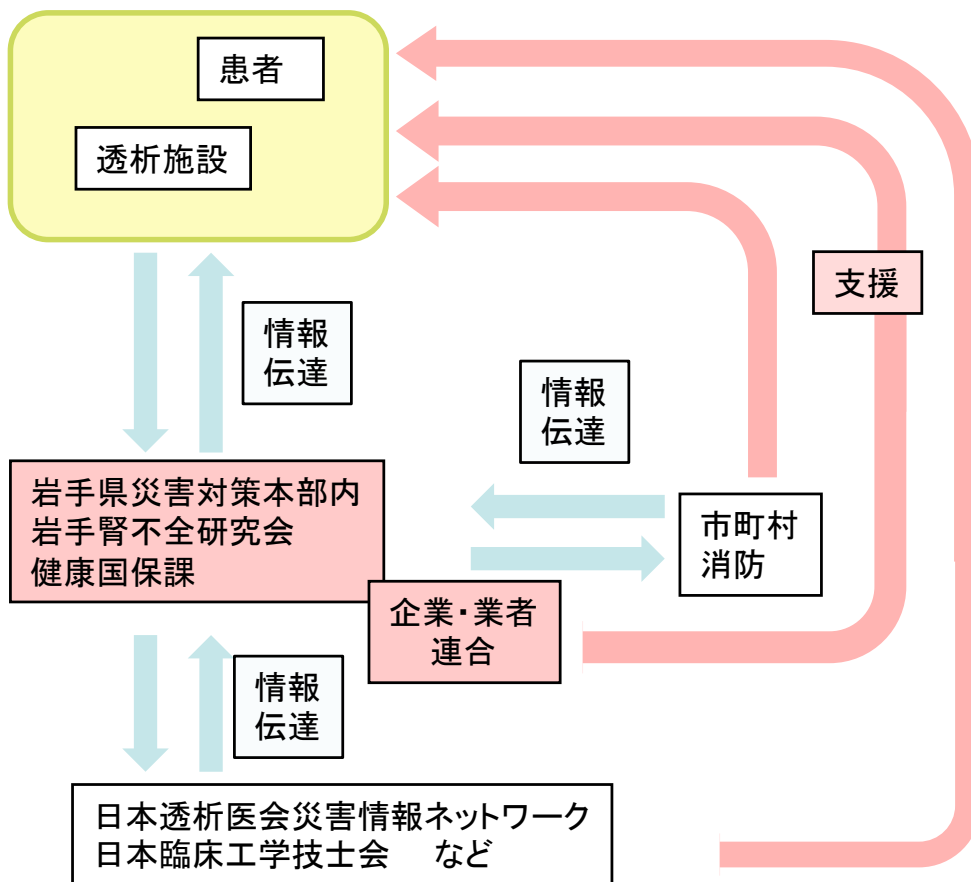 患者
透析施設
支援
情報
伝達
情報
伝達
岩手県災害対策本部内
岩手腎不全研究会
健康国保課
市町村
消防
企業・業者
連合
情報
伝達
日本透析医会災害情報ネットワーク
日本臨床工学技士会　など